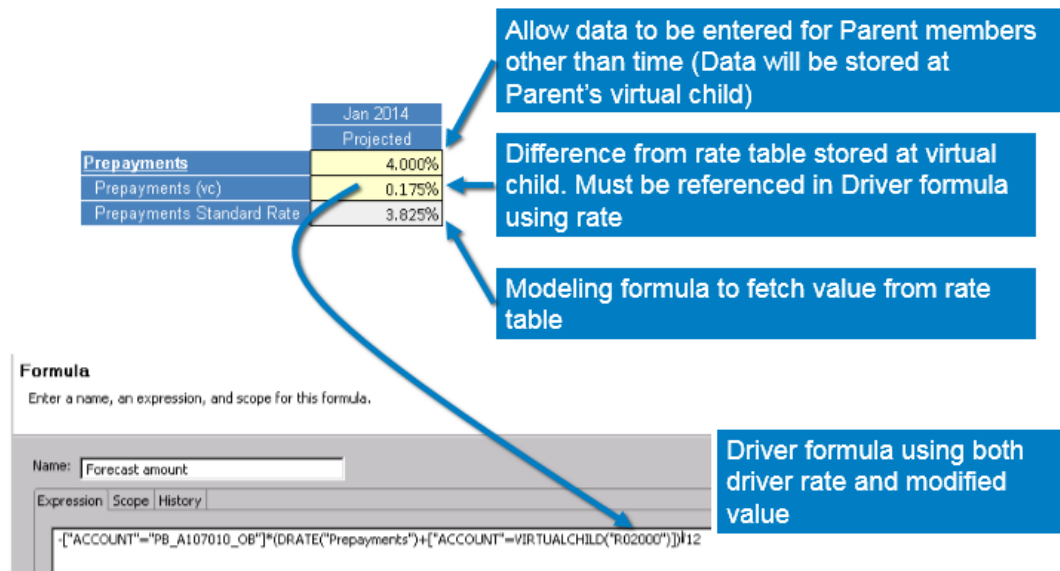 Allow data to be entered for Parent members
other than time (Data will be stored at
Parent's virtual child)
Jan 2014
Projected
Prepayments 4.000%
Prepayments (vc) 0.175%
Prepayments Standard Rate 3.825%
Difference from rate table stored at virtual
child. Must be referenced in Driver formula
using rate
Modeling formula to fetch value from rate
table
Formula
Enter a name, an expression, and scope for this formula.
Name: Forecast amount
Expression Scope History
-["ACCOUNT"="PB_A107010_OB"]*(DRATE("Prepayments")+["ACCOUNT"=VIRTUALCHILD("R02000")])/12
Driver formula using both
driver rate and modified
value